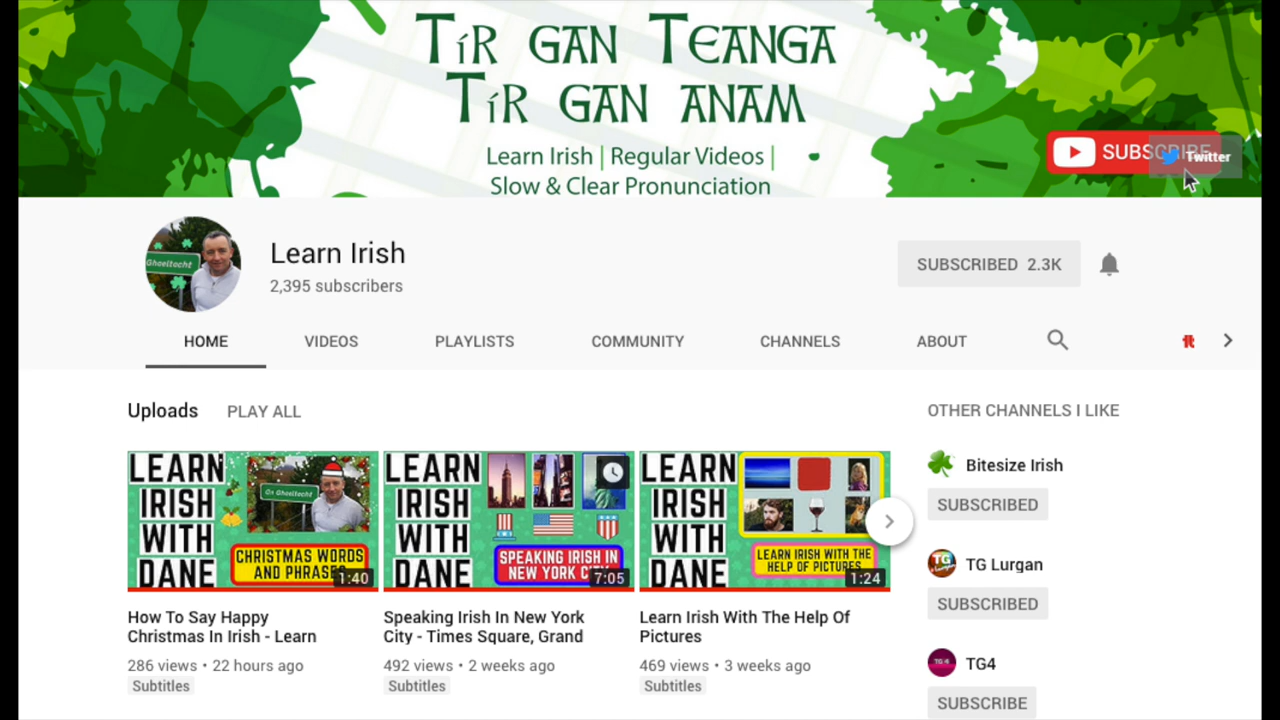 Tír gan Teanga
Tír gan anam
Learn Irish | Regular Videos |
Slow & Clear Pronunciation
Twitter
Ghaeltacht
Learn Irish
2,395 subscribers
SUBSCRIBED 2.3K
HOME VIDEOS PLAYLISTS COMMUNITY CHANNELS ABOUT
Uploads PLAY ALL
LEARN
IRISH
WITH
DANE
An Ghaeltacht
CHRISTMAS WORDS
AND PHRASES
1:40
How To Say Happy
Christmas In Irish - Learn
286 views • 22 hours ago
Subtitles
LEARN
IRISH
WITH
DANE
SPEAKING IRISH IN
NEW YORK
7:05
Speaking Irish In New York
City - Times Square, Grand
492 views • 2 weeks ago
Subtitles
LEARN
IRISH
WITH
DANE
LEARN IRISH WITH THE
HELP OF PICTURES
1:24
Learn Irish With The Help Of
Pictures
469 views • 3 weeks ago
Subtitles
OTHER CHANNELS I LIKE
Bitesize Irish
SUBSCRIBED
TG
TG Lurgan
SUBSCRIBED
TG4
TG4
SUBSCRIBE